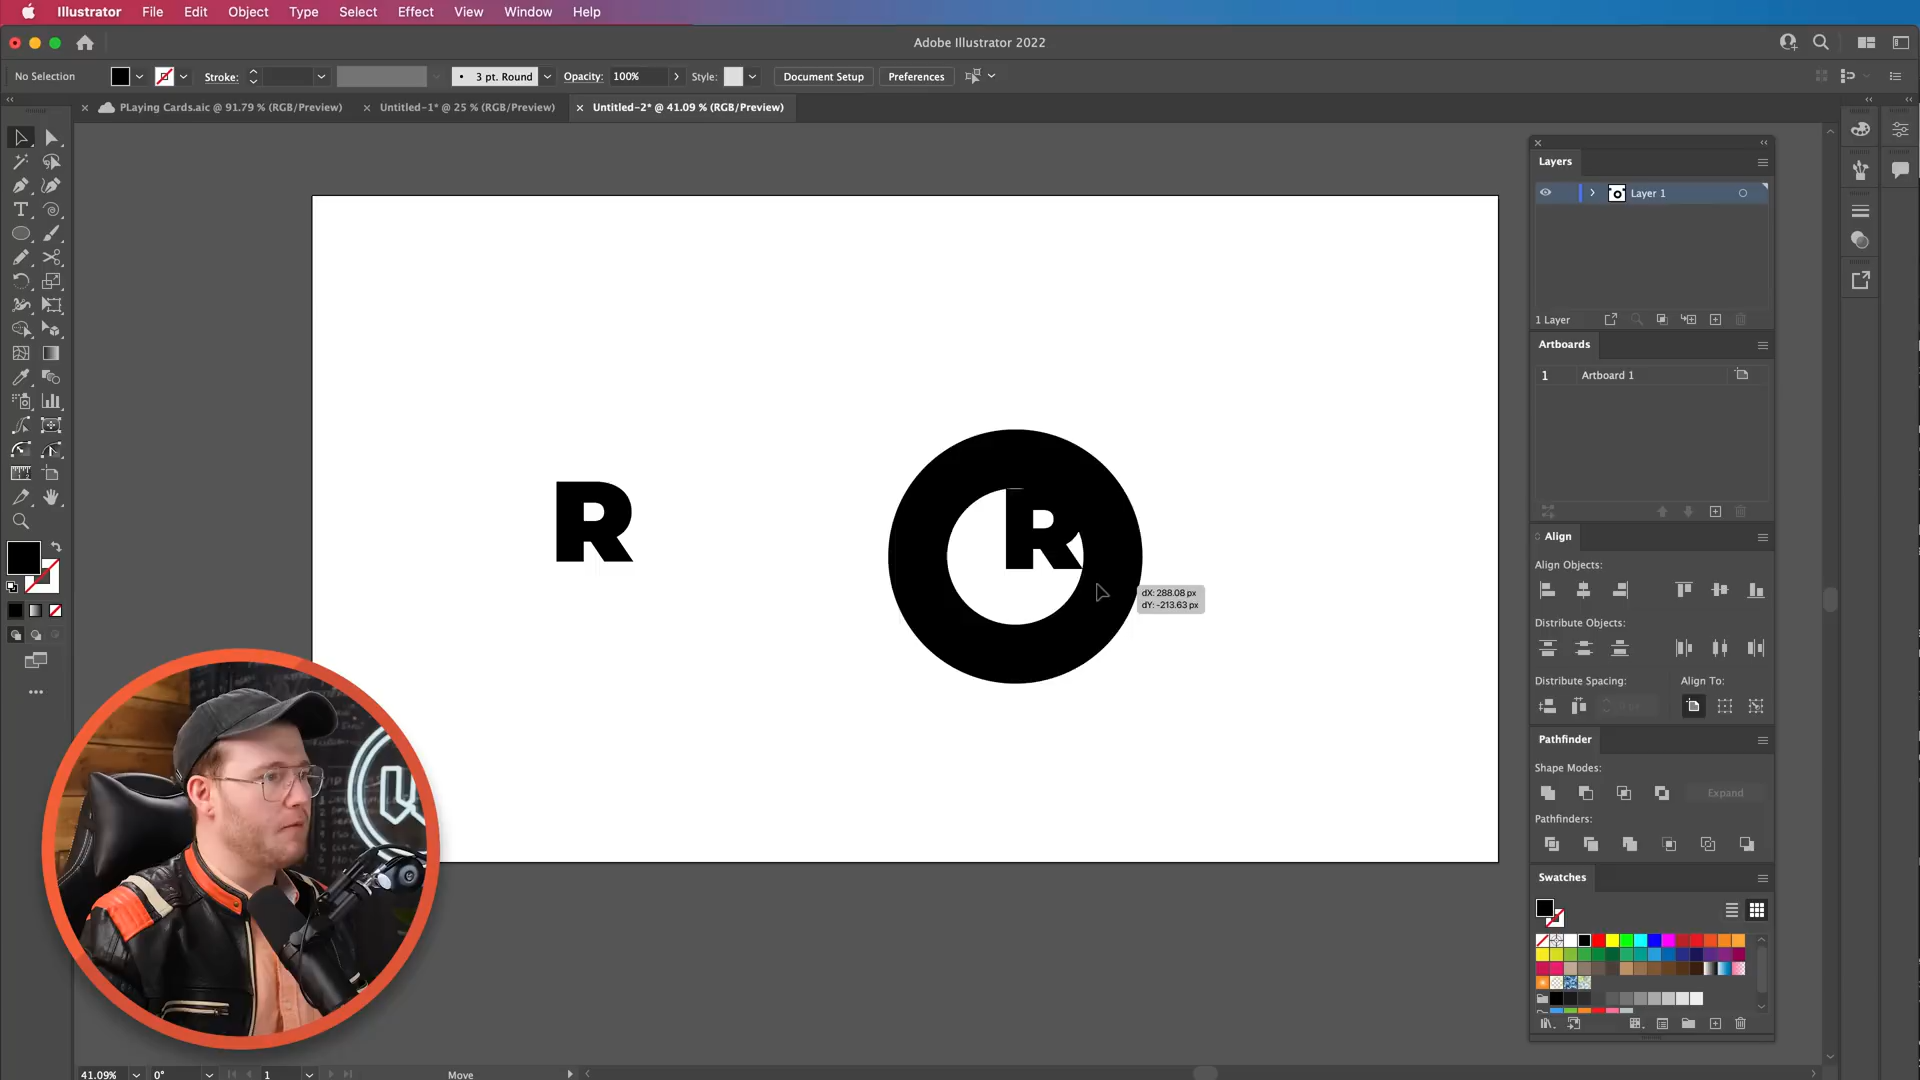 Illustrator File Edit Object Type Select Effect View Window Help
Adobe Illustrator 2022
No Selection Stroke: 3 pt. Round Opacity: 100% Style: Document Setup Preferences
PLaying Cards.aic @ 91.79 % (RGB/Preview) Untitled-1* @ 25 % (RGB/Preview) Untitled-2* @ 41.09 % (RGB/Preview)
Layers
Layer 1
1 Layer
Artboards
1 Artboard 1
R
R
dX: 288.08 px
dY: -213.63 px
Align
Align Objects:
Distribute Objects:
Distribute Spacing: Align To:
0 px
Pathfinder
Shape Modes:
Expand
Pathfinders:
Swatches
41.09% 0° 1 Move